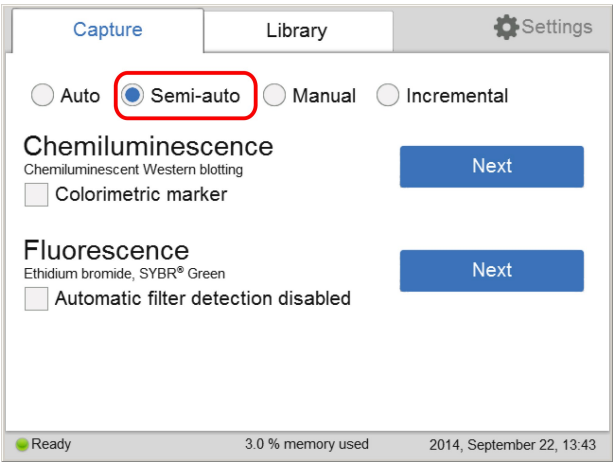 Capture Library Settings
Auto Semi-auto Manual Incremental
Chemiluminescence
Chemiluminescent Western blotting
Next
Colorimetric marker
Fluorescence
Ethidium bromide, SYBR® Green
Next
Automatic filter detection disabled
Ready 3.0 % memory used 2014, September 22, 13:43